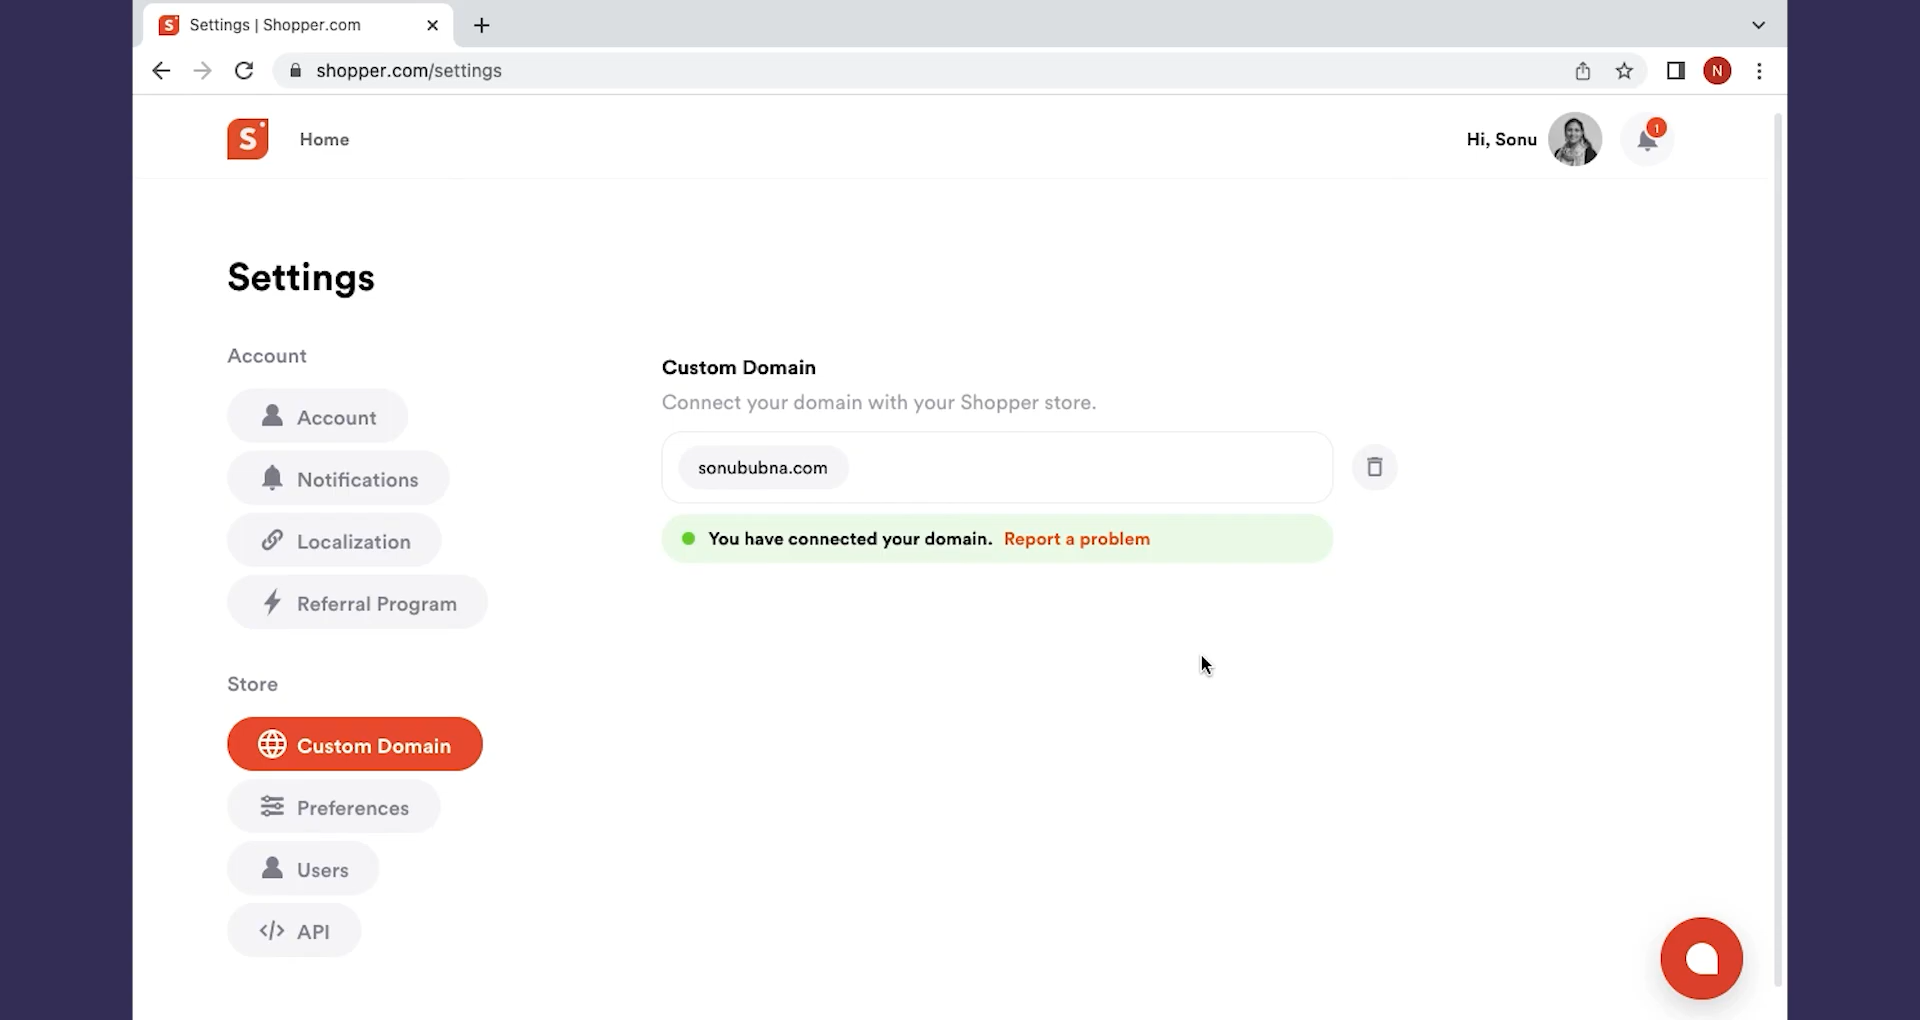 Settings | Shopper.com
shopper.com/settings
N
S
Home
Hi, Sonu
1
Settings
Account
Account
Notifications
Localization
Referral Program
Store
Custom Domain
Preferences
Users
</> API
Custom Domain
Connect your domain with your Shopper store.
sonububna.com
You have connected your domain. Report a problem